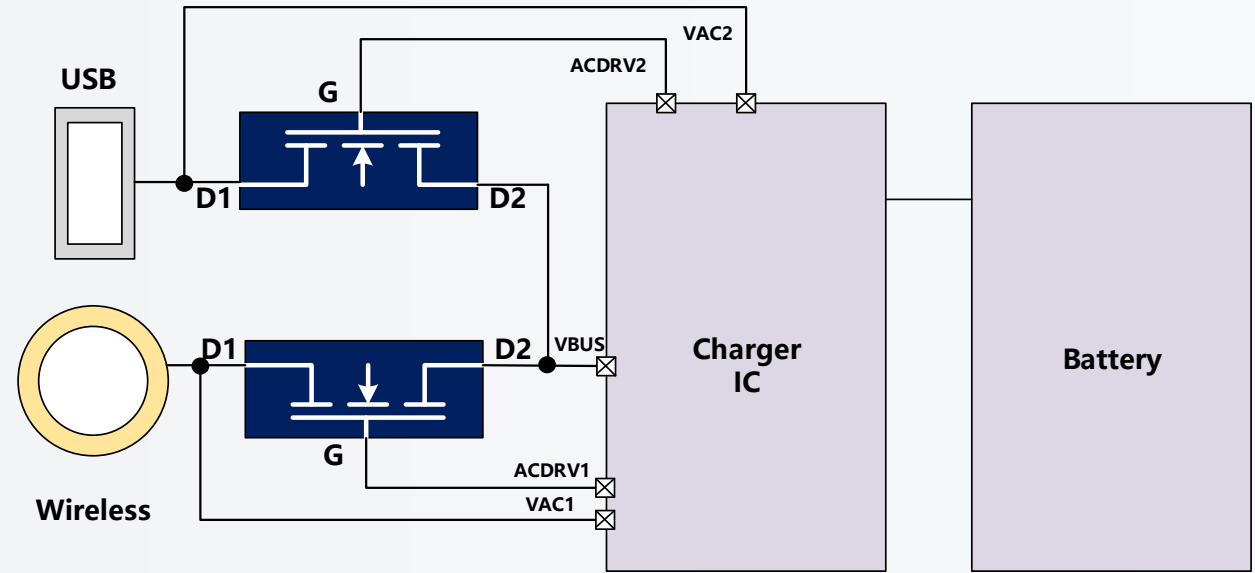 VAC2
ACDRV2
USB
G
D1
D2
D1
D2
VBUS
Charger
IC
Battery
G
ACDRV1
VAC1
Wireless